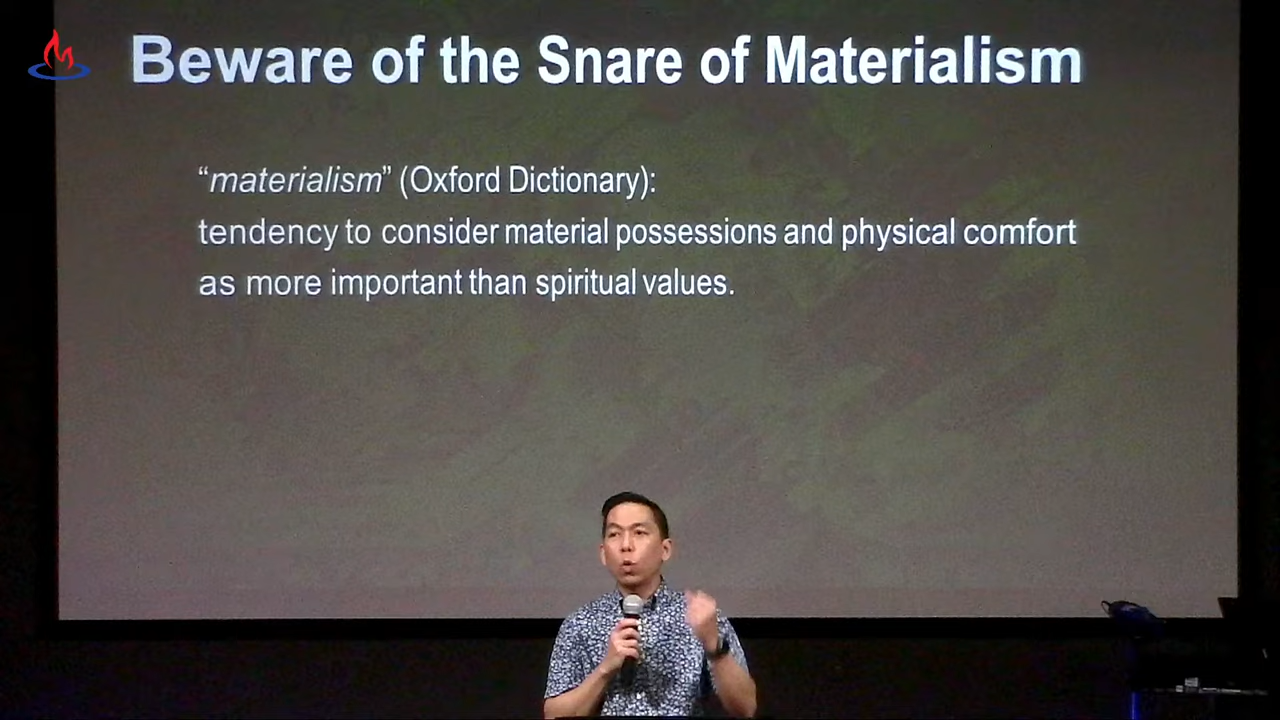 Beware of the Snare of Materialism
“materialism” (Oxford Dictionary):
tendency to consider material possessions and physical comfort
as more important than spiritual values.